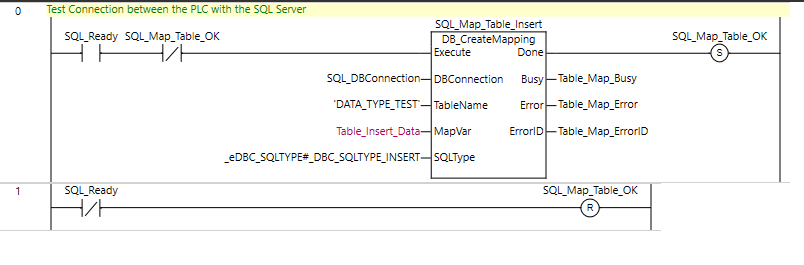 0 Test Connection between the PLC with the SQL Server
SQL_Map_Table_Insert
SQL_Ready SQL_Map_Table_OK DB_CreateMapping SQL_Map_Table_OK
Execute Done S
SQL_DBConnection DBConnection Busy Table_Map_Busy
'DATA_TYPE_TEST' TableName Error Table_Map_Error
Table_Insert_Data MapVar ErrorID Table_Map_ErrorID
_eDBC_SQLTYPE#_DBC_SQLTYPE_INSERT SQLType
1 SQL_Ready SQL_Map_Table_OK
R